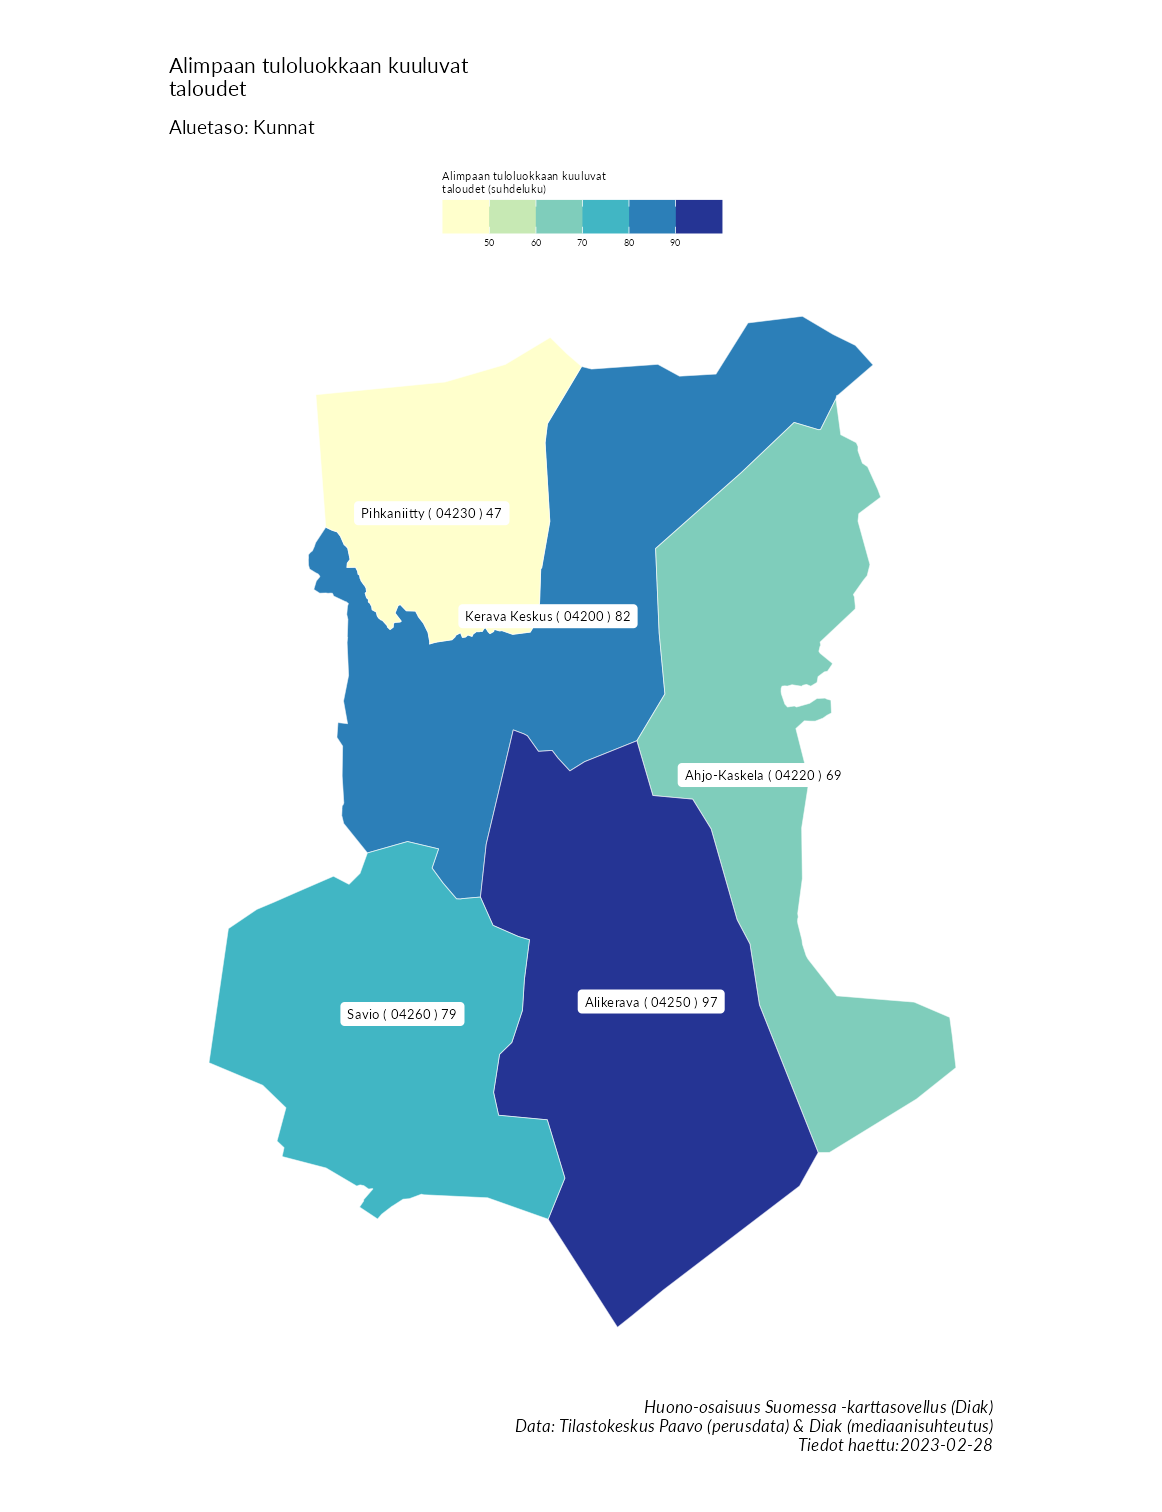 Alimpaan tuloluokkaan kuuluvat
taloudet
Aluetaso: Kunnat
Alimpaan tuloluokkaan kuuluvat
taloudet (suhdeluku)
50 60 70 80 90
Pihkaniitty ( 04230 ) 47
Kerava Keskus ( 04200 ) 82
Ahjo-Kaskela ( 04220 ) 69
Alikerava ( 04250 ) 97
Savio ( 04260 ) 79
Huono-osaisuus Suomessa -karttasovellus (Diak)
Data: Tilastokeskus Paavo (perusdata) & Diak (mediaanisuhteutus)
Tiedot haettu:2023-02-28